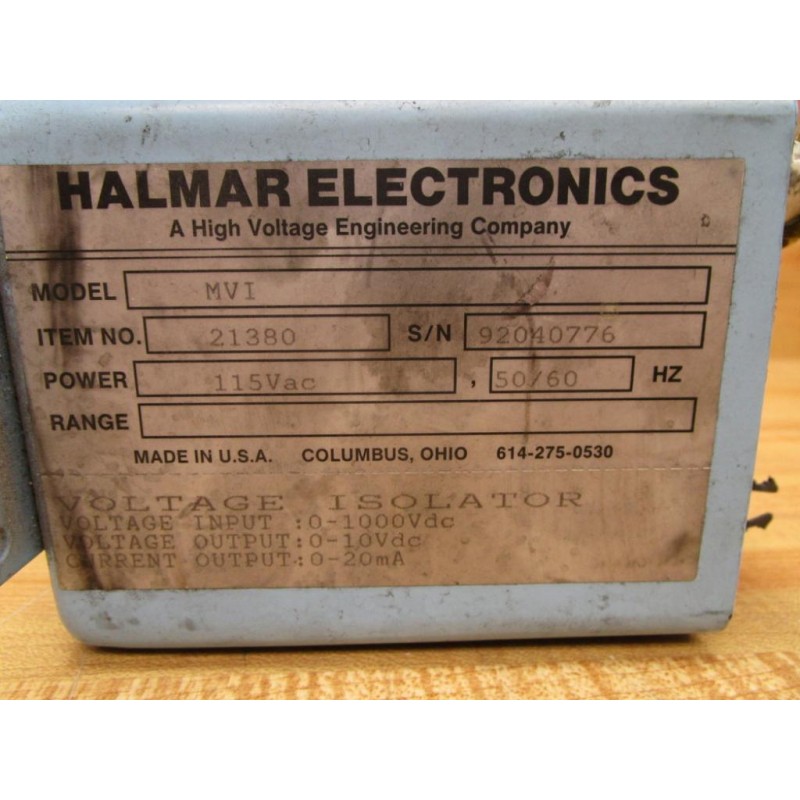 HALMAR ELECTRONICS
A High Voltage Engineering Company
MODEL MVI
ITEM NO. 21380 S/N 92040776
POWER 115Vac , 50/60 HZ
RANGE
MADE IN U.S.A. COLUMBUS, OHIO 614-275-0530
VOLTAGE ISOLATOR
VOLTAGE INPUT :0-1000Vdc
VOLTAGE OUTPUT:0-10Vdc
CURRENT OUTPUT:0-20mA